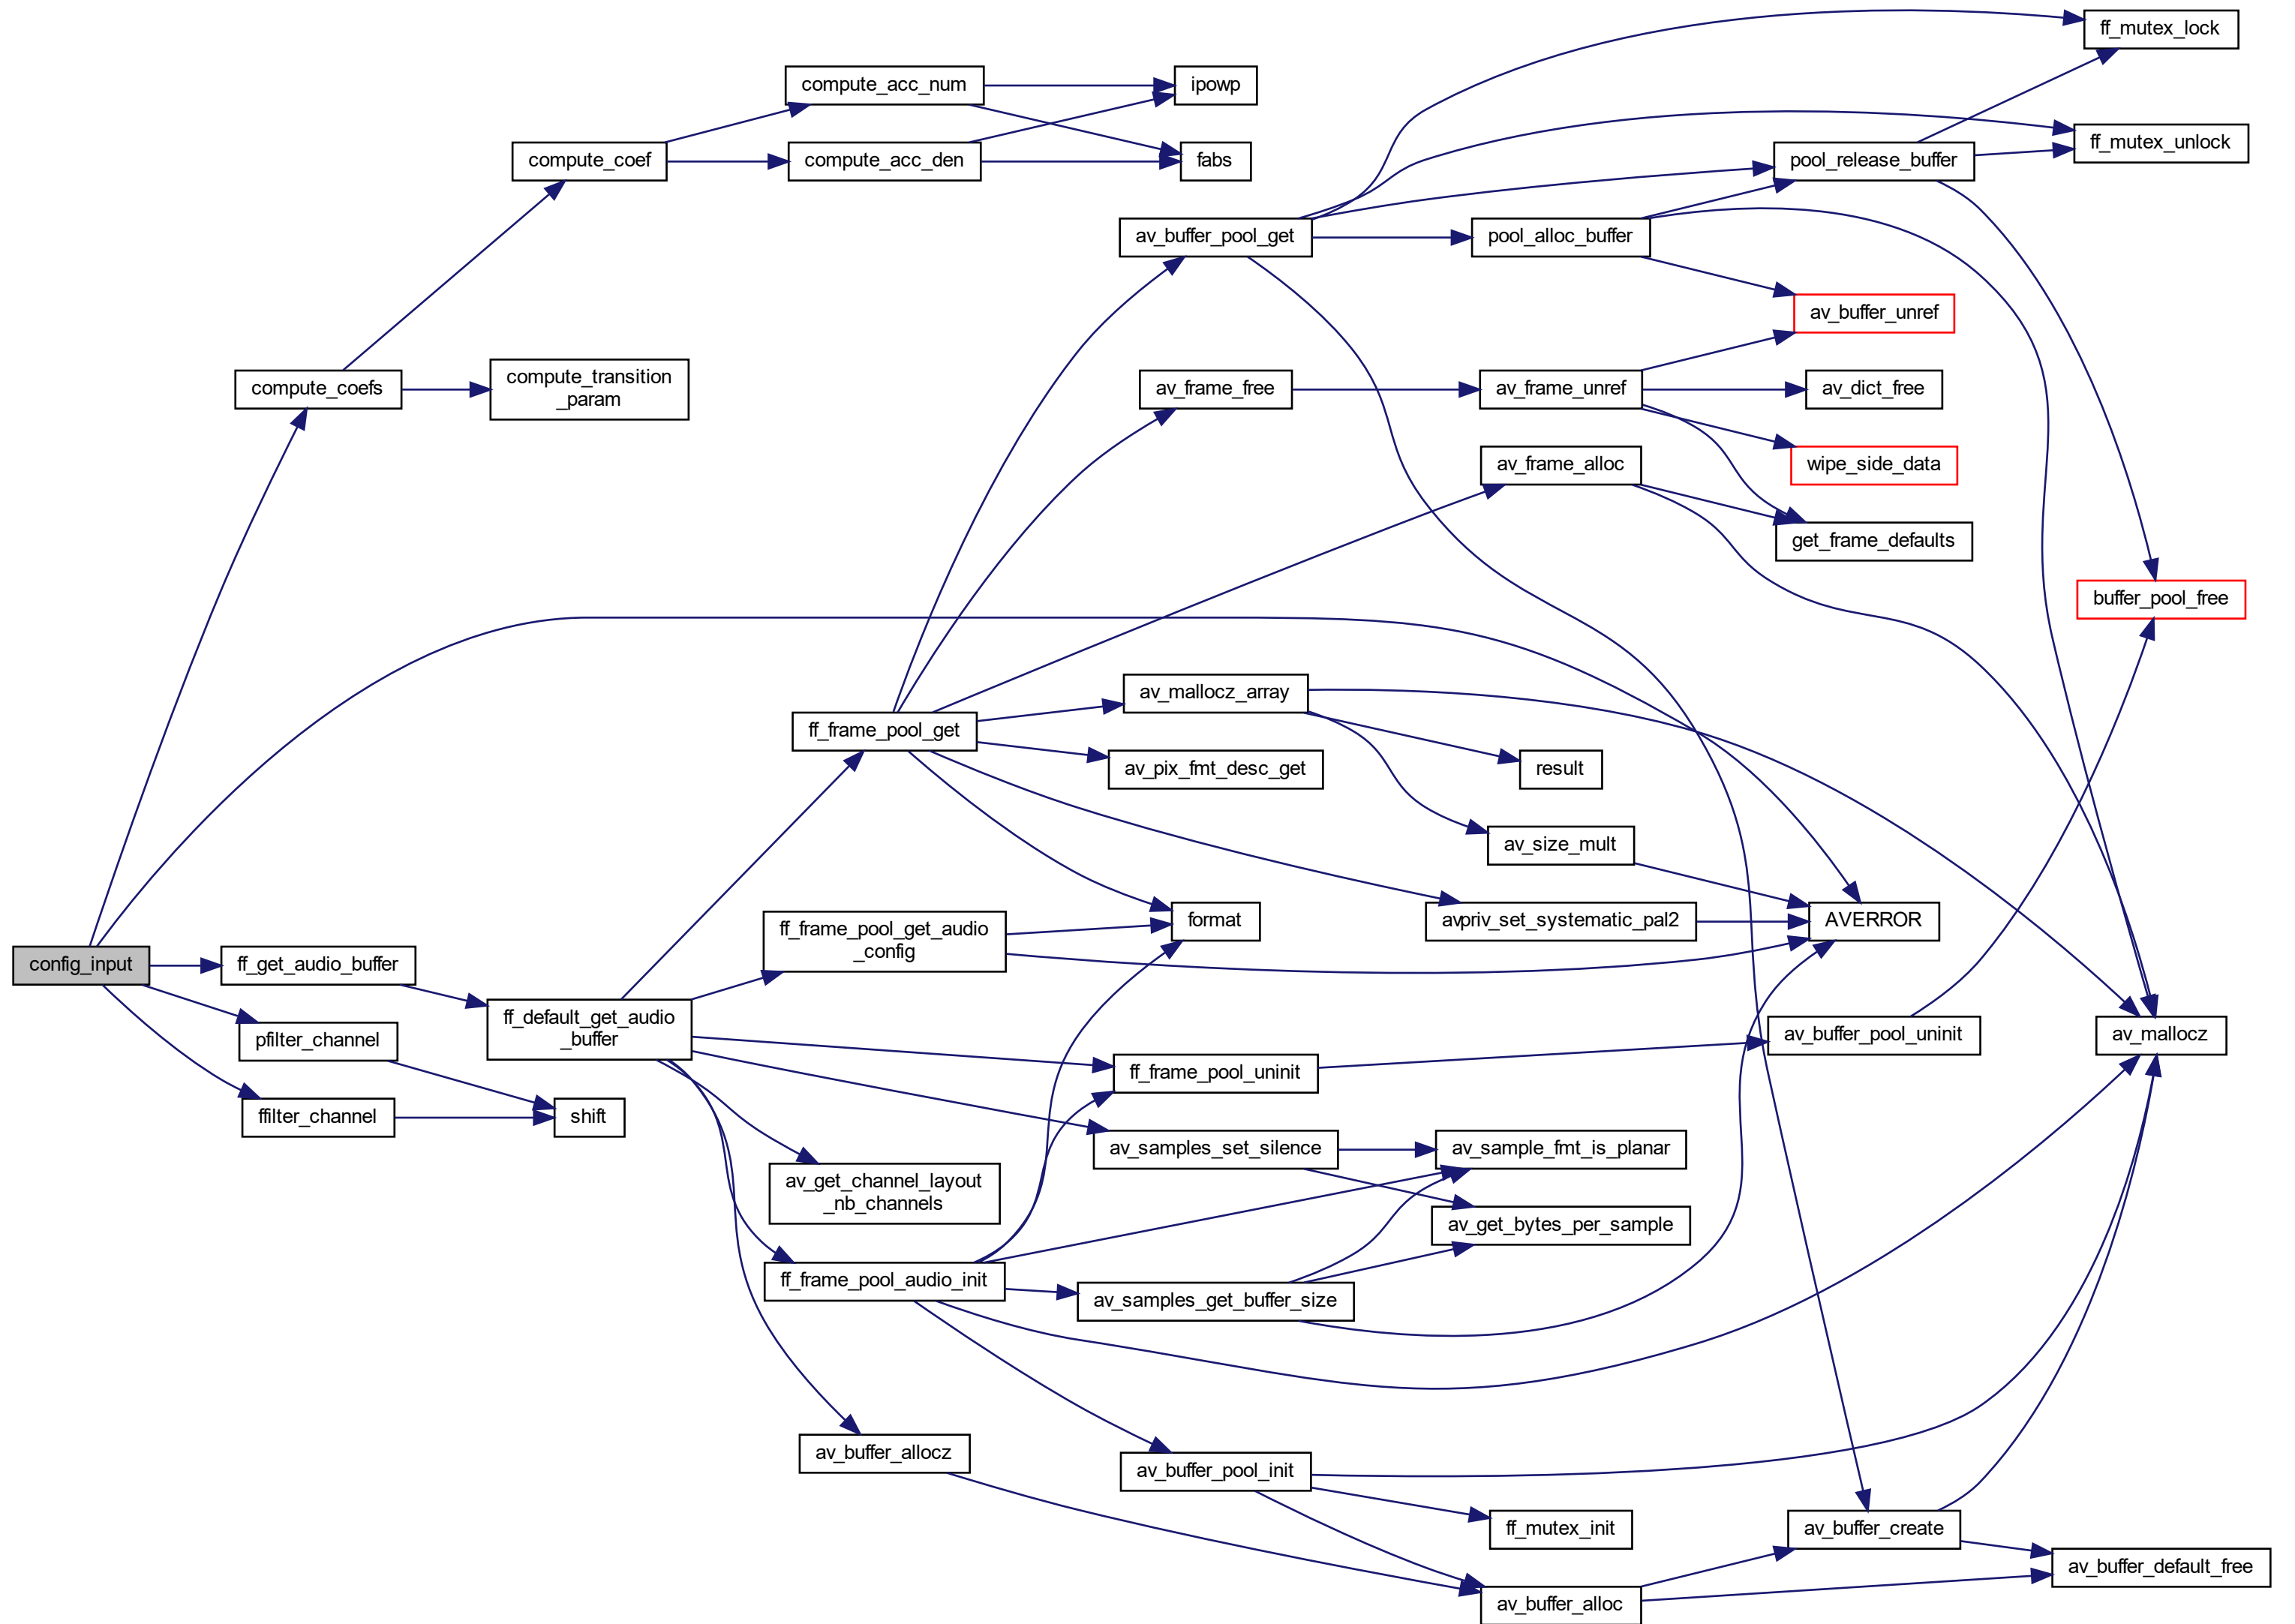 config_input
compute_coefs
ff_get_audio_buffer
pfilter_channel
ffilter_channel
compute_coef
compute_transition
_param
ff_default_get_audio
_buffer
shift
compute_acc_num
compute_acc_den
ff_frame_pool_get
ff_frame_pool_get_audio
_config
av_get_channel_layout
_nb_channels
ff_frame_pool_audio_init
av_buffer_allocz
ipowp
fabs
av_buffer_pool_get
av_frame_free
av_mallocz_array
av_pix_fmt_desc_get
format
ff_frame_pool_uninit
av_samples_set_silence
av_samples_get_buffer_size
av_buffer_pool_init
pool_alloc_buffer
av_frame_unref
av_frame_alloc
result
av_size_mult
avpriv_set_systematic_pal2
av_sample_fmt_is_planar
av_get_bytes_per_sample
ff_mutex_init
av_buffer_alloc
pool_release_buffer
av_buffer_unref
av_dict_free
wipe_side_data
get_frame_defaults
AVERROR
av_buffer_pool_uninit
av_buffer_create
ff_mutex_lock
ff_mutex_unlock
buffer_pool_free
av_mallocz
av_buffer_default_free